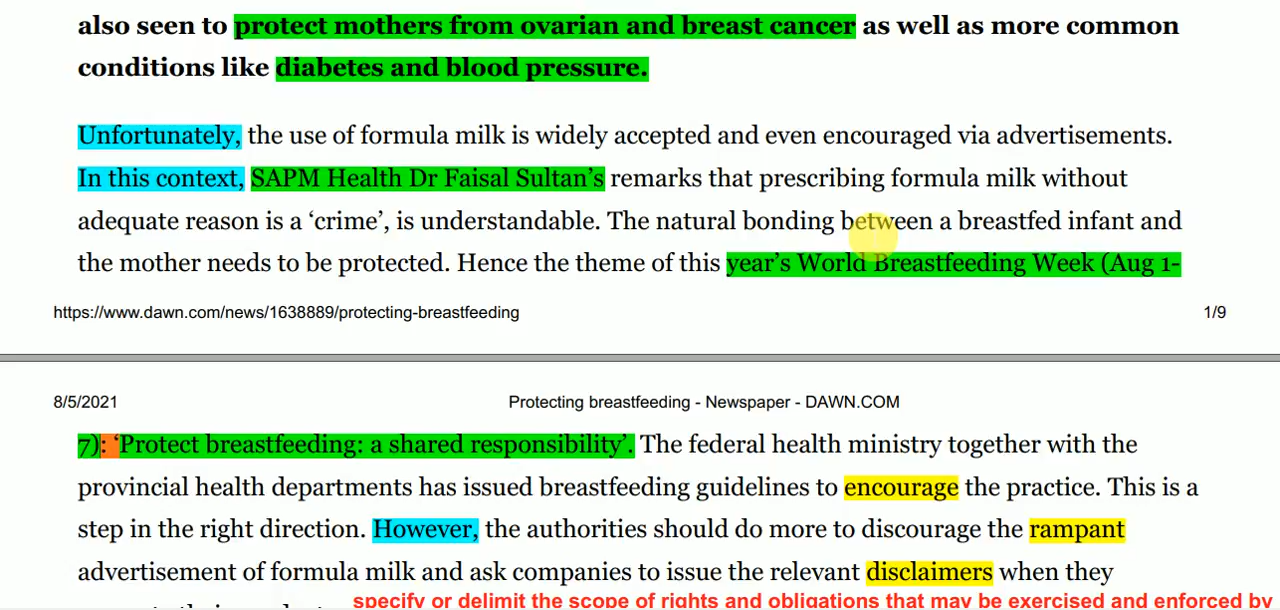 also seen to protect mothers from ovarian and breast cancer as well as more common
conditions like diabetes and blood pressure.
Unfortunately, the use of formula milk is widely accepted and even encouraged via advertisements.
In this context, SAPM Health Dr Faisal Sultan’s remarks that prescribing formula milk without
adequate reason is a ‘crime’, is understandable. The natural bonding between a breastfed infant and
the mother needs to be protected. Hence the theme of this year’s World Breastfeeding Week (Aug 1-
https://www.dawn.com/news/1638889/protecting-breastfeeding 1/9
8/5/2021 Protecting breastfeeding - Newspaper - DAWN.COM
7): ‘Protect breastfeeding: a shared responsibility’. The federal health ministry together with the
provincial health departments has issued breastfeeding guidelines to encourage the practice. This is a
step in the right direction. However, the authorities should do more to discourage the rampant
advertisement of formula milk and ask companies to issue the relevant disclaimers when they
specify or delimit the scope of rights and obligations that may be exercised and enforced by